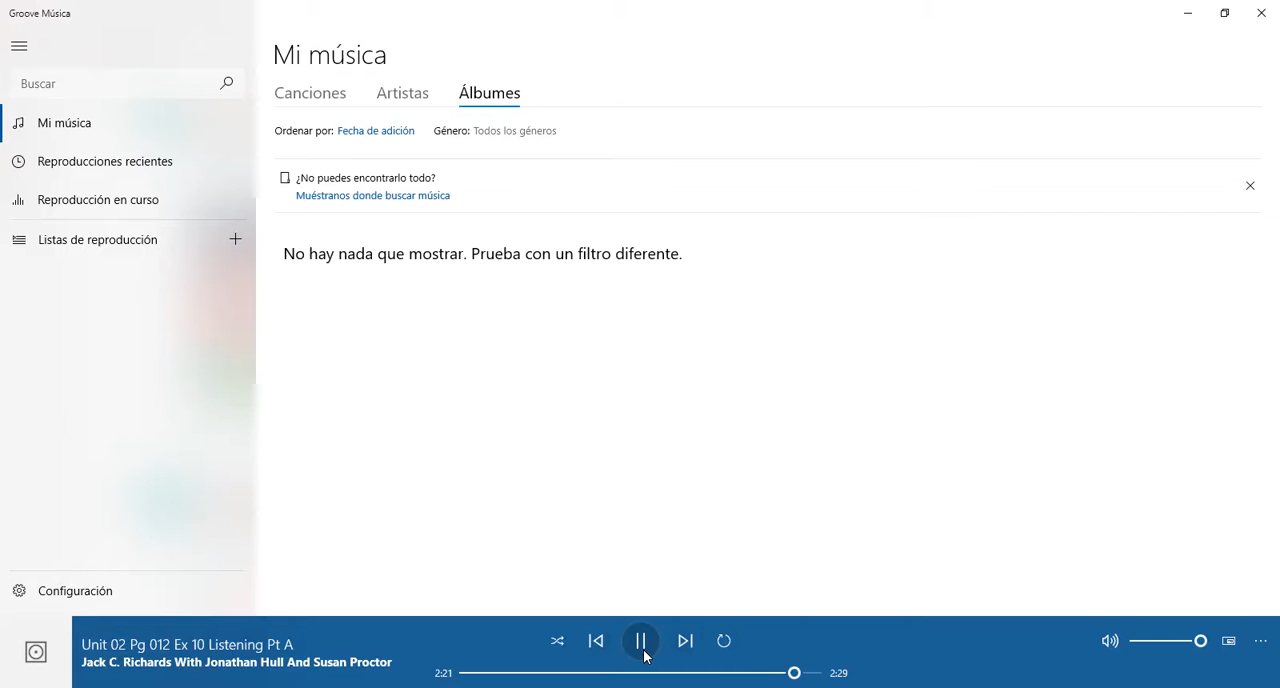 Groove Música
Buscar
Mi música
Reproducciones recientes
Reproducción en curso
Listas de reproducción
Configuración
Mi música
Canciones Artistas Álbumes
Ordenar por: Fecha de adición Género: Todos los géneros
¿No puedes encontrarlo todo?
Muéstranos donde buscar música
No hay nada que mostrar. Prueba con un filtro diferente.
Unit 02 Pg 012 Ex 10 Listening Pt A
Jack C. Richards With Jonathan Hull And Susan Proctor
2:21 2:29